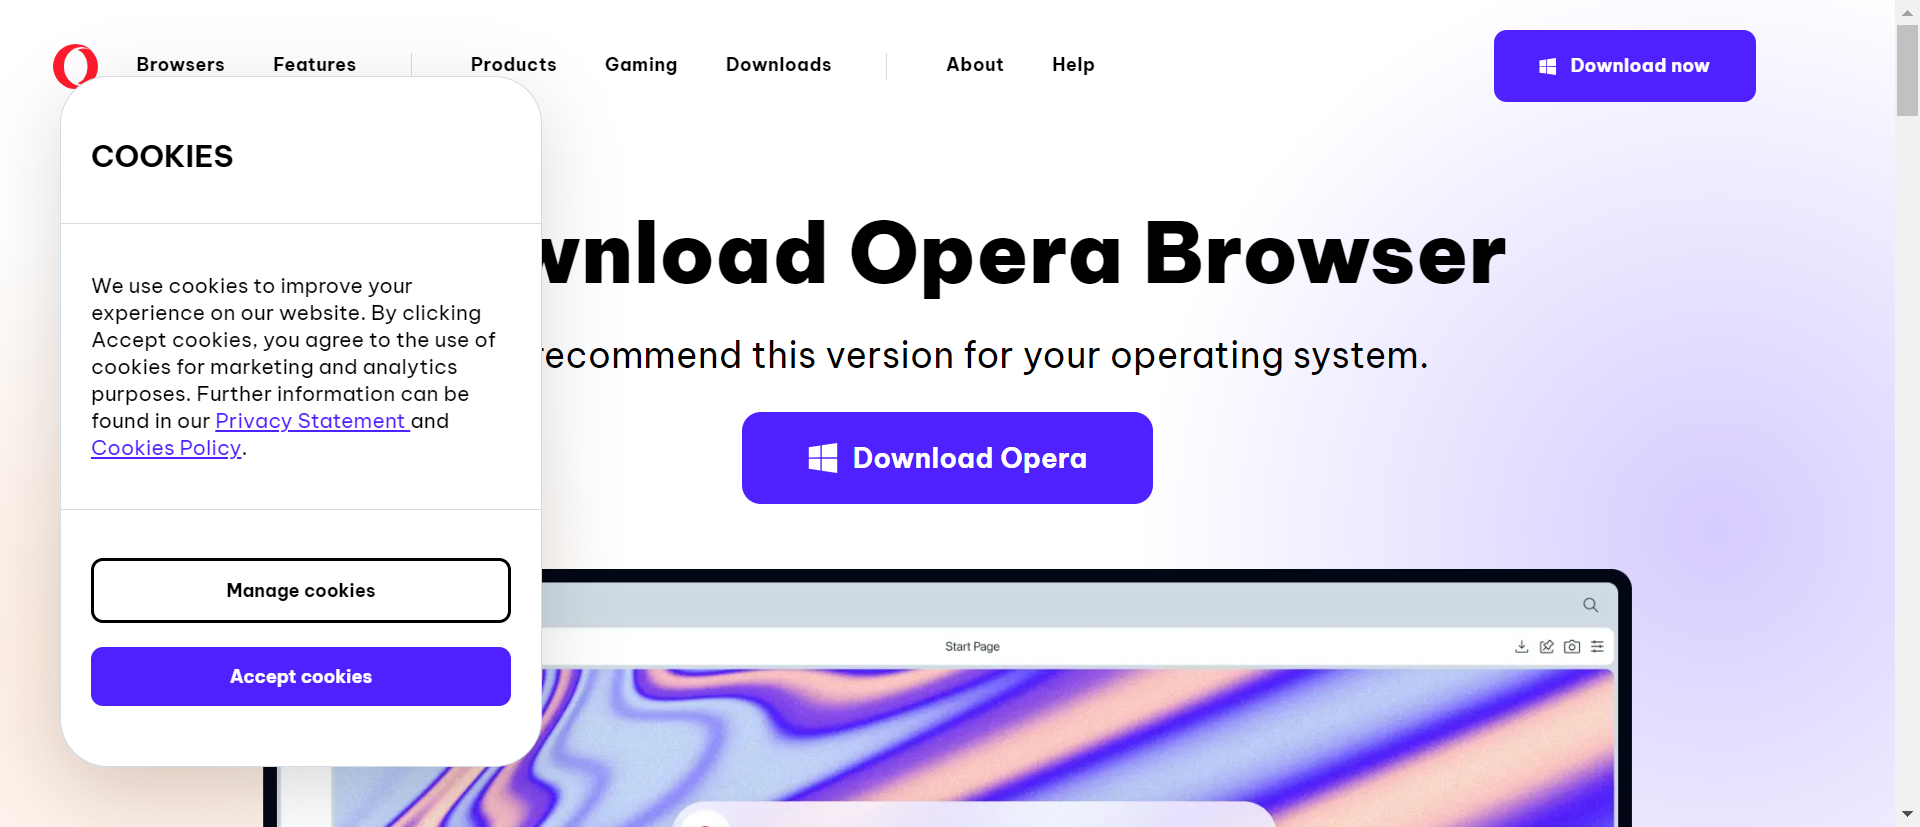 Browsers Features Products Gaming Downloads About Help Download now
COOKIES
wnload Opera Browser
We use cookies to improve your
experience on our website. By clicking
Accept cookies, you agree to the use of
cookies for marketing and analytics
purposes. Further information can be
found in our Privacy Statement and
Cookies Policy.
recommend this version for your operating system.
Download Opera
Manage cookies
Accept cookies
Start Page